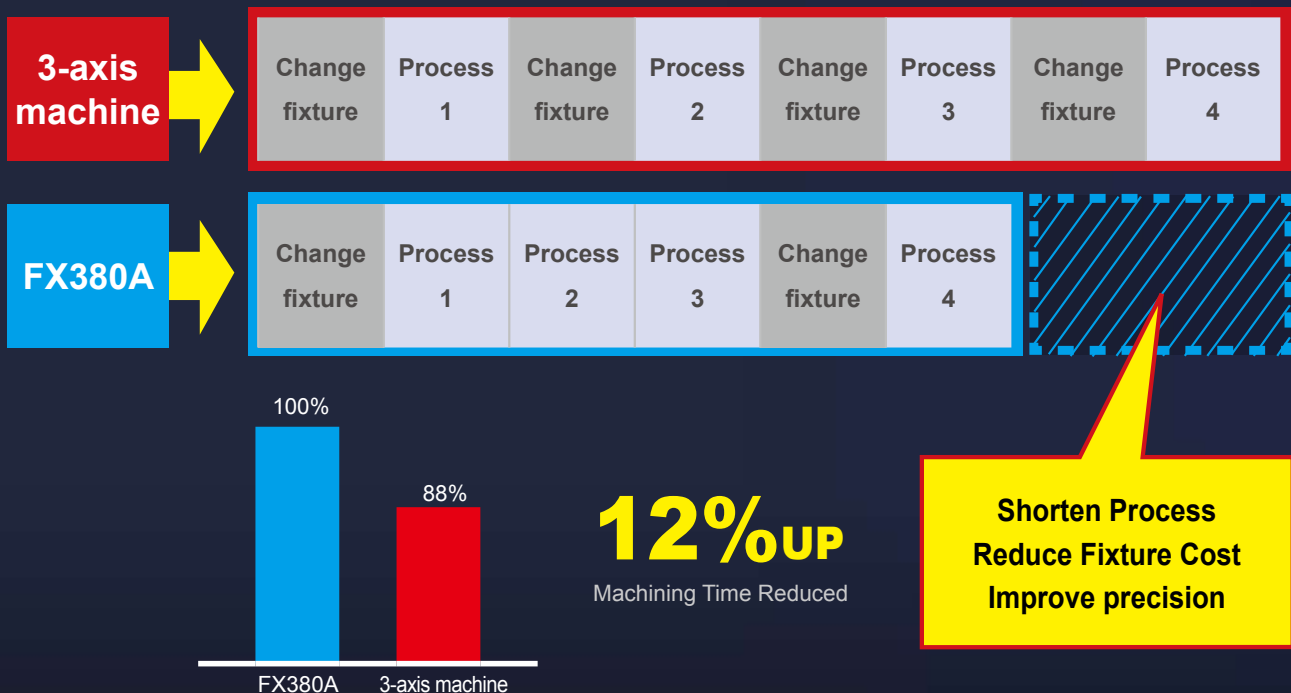 3-axis
machine
Change
fixture
Process
1
Change
fixture
Process
2
Change
fixture
Process
3
Change
fixture
Process
4
FX380A
Change
fixture
Process
1
Process
2
Process
3
Change
fixture
Process
4
100%
88%
FX380A
3-axis machine
12%UP
Machining Time Reduced
Shorten Process
Reduce Fixture Cost
Improve precision